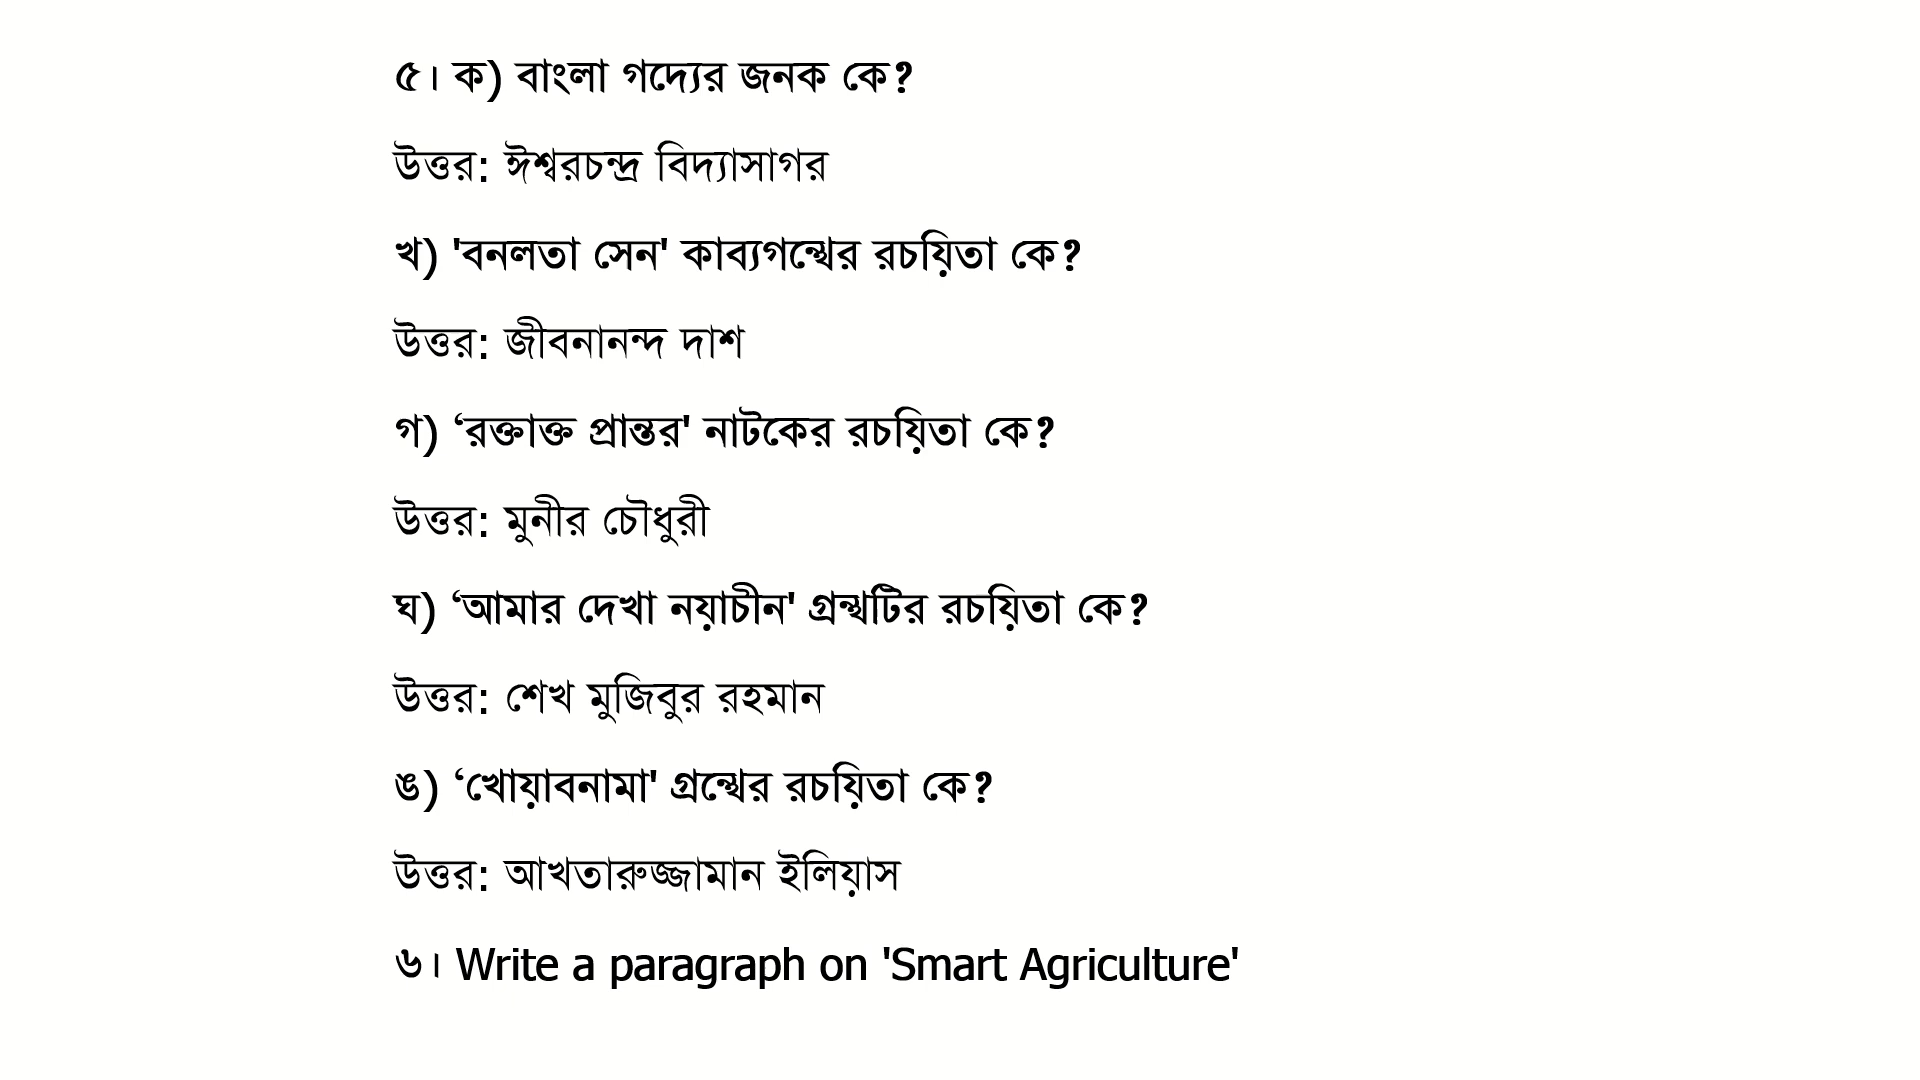 ৫। ক) বাংলা গদ্যের জনক কে?
উত্তর: ঈশ্বরচন্দ্র বিদ্যাসাগর
খ) 'বনলতা সেন' কাব্যগন্থের রচয়িতা কে?
উত্তর: জীবনানন্দ দাশ
গ) ‘রক্তাক্ত প্রান্তর' নাটকের রচয়িতা কে?
উত্তর: মুনীর চৌধুরী
ঘ) ‘আমার দেখা নয়াচীন' গ্রন্থটির রচয়িতা কে?
উত্তর: শেখ মুজিবুর রহমান
ঙ) ‘খোয়াবনামা' গ্রন্থের রচয়িতা কে?
উত্তর: আখতারুজ্জামান ইলিয়াস
৬। Write a paragraph on 'Smart Agriculture'